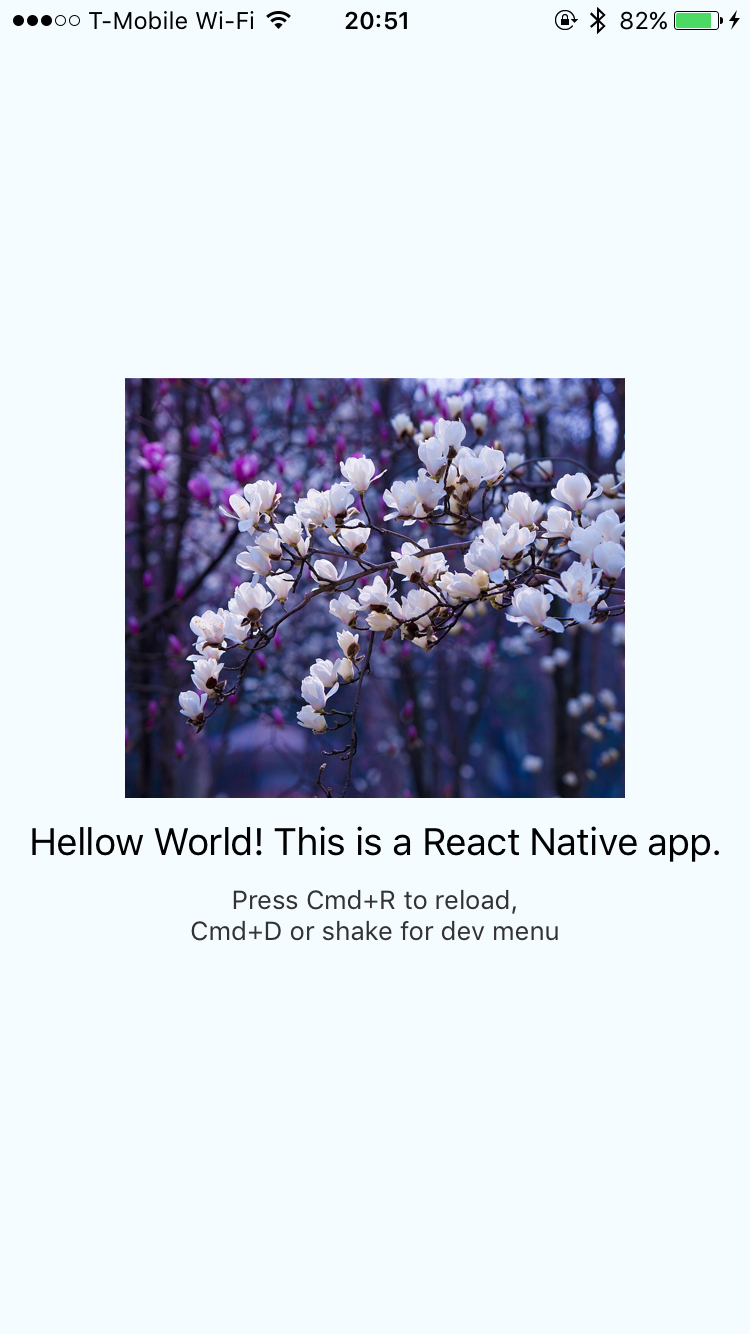 T-Mobile Wi-Fi 20:51 82%
Hellow World! This is a React Native app.
Press Cmd+R to reload,
Cmd+D or shake for dev menu